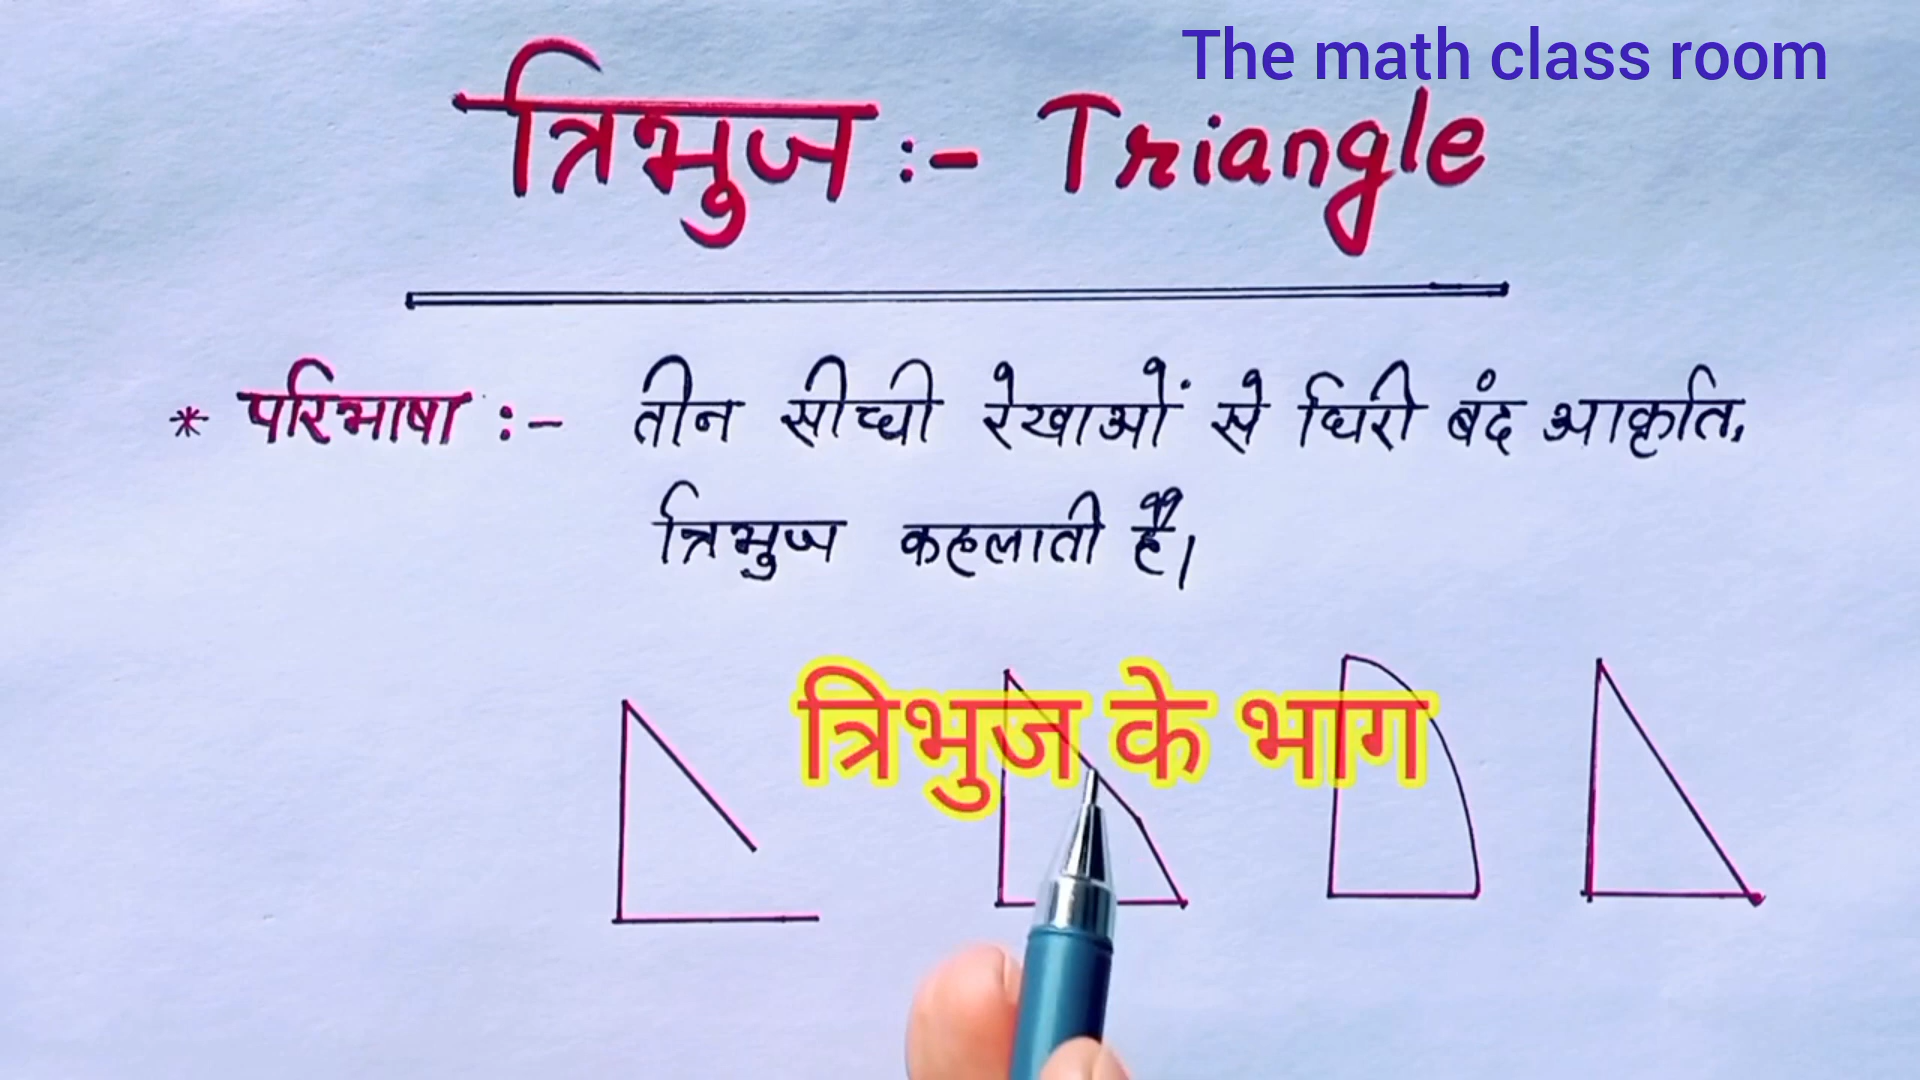 The math class room
त्रिभुज :- Triangle
* परिभाषा :- तीन सीधी रेखाओं से घिरी बंद आकृति,
त्रिभुज कहलाती है।
त्रिभुज के भाग